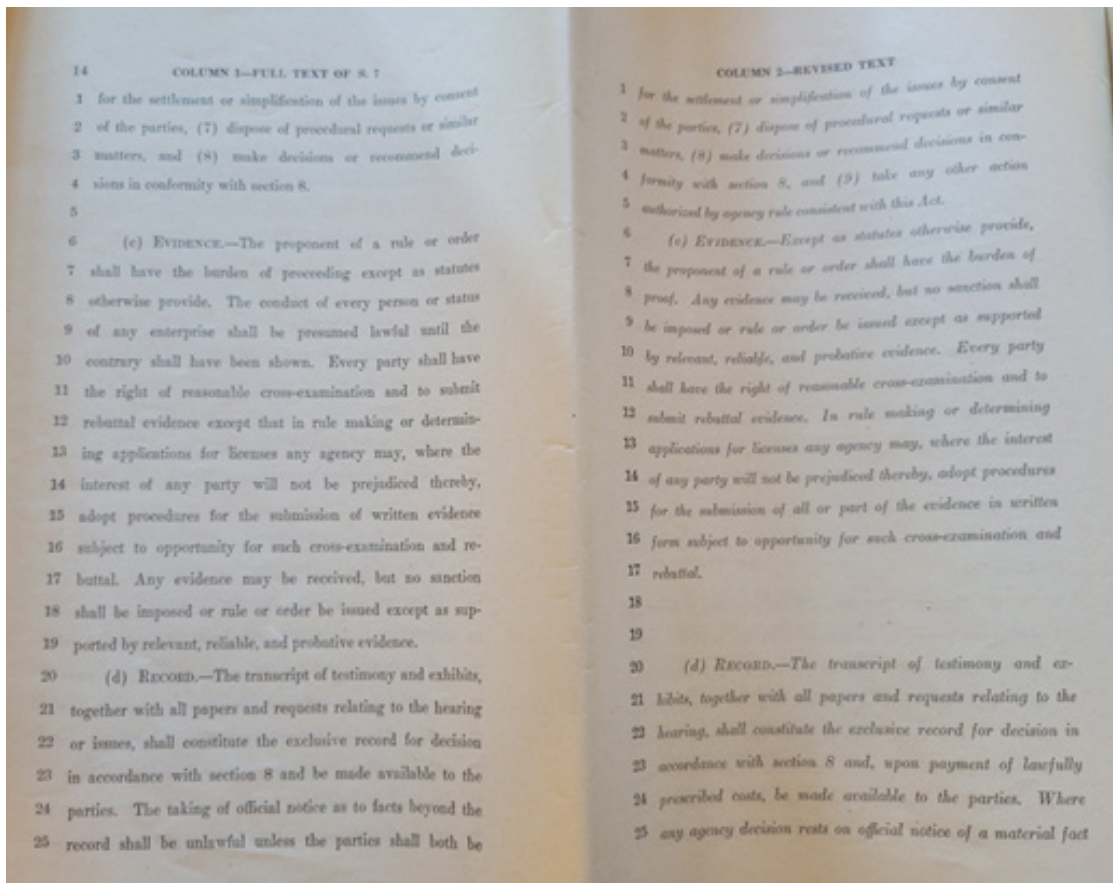 14 COLUMN 1—FULL TEXT OF S. 7
1 for the settlement or simplification of the issues by consent
2 of the parties, (7) dispose of procedural requests or similar
3 matters, and (8) make decisions or recommend deci-
4 sions in conformity with section 8.
5
6 (c) EVIDENCE.—The proponent of a rule or order
7 shall have the burden of proceeding except as statutes
8 otherwise provide. The conduct of every person or status
9 of any enterprise shall be presumed lawful until the
10 contrary shall have been shown. Every party shall have
11 the right of reasonable cross-examination and to submit
12 rebuttal evidence except that in rule making or determin-
13 ing applications for licenses any agency may, where the
14 interest of any party will not be prejudiced thereby,
15 adopt procedures for the submission of written evidence
16 subject to opportunity for such cross-examination and re-
17 buttal. Any evidence may be received, but no sanction
18 shall be imposed or rule or order be issued except as sup-
19 ported by relevant, reliable, and probative evidence.
20 (d) RECORD.—The transcript of testimony and exhibits,
21 together with all papers and requests relating to the hearing
22 or issues, shall constitute the exclusive record for decision
23 in accordance with section 8 and be made available to the
24 parties. The taking of official notice as to facts beyond the
25 record shall be unlawful unless the parties shall both be
COLUMN 2—REVISED TEXT
1 for the settlement or simplification of the issues by consent
2 of the parties, (7) dispose of procedural requests or similar
3 matters, (8) make decisions or recommend decisions in con-
4 formity with section 8, and (9) take any other action
5 authorized by agency rule consistent with this Act.
6 (c) EVIDENCE.—Except as statutes otherwise provide,
7 the proponent of a rule or order shall have the burden of
8 proof. Any evidence may be received, but no sanction shall
9 be imposed or rule or order be issued except as supported
10 by relevant, reliable, and probative evidence. Every party
11 shall have the right of reasonable cross-examination and to
12 submit rebuttal evidence. In rule making or determining
13 applications for licenses any agency may, where the interest
14 of any party will not be prejudiced thereby, adopt procedures
15 for the submission of all or part of the evidence in written
16 form subject to opportunity for such cross-examination and
17 rebuttal.
18
19
20 (d) RECORD.—The transcript of testimony and ex-
21 hibits, together with all papers and requests relating to the
22 hearing, shall constitute the exclusive record for decision in
23 accordance with section 8 and, upon payment of lawfully
24 prescribed costs, be made available to the parties. Where
25 any agency decision rests on official notice of a material fact